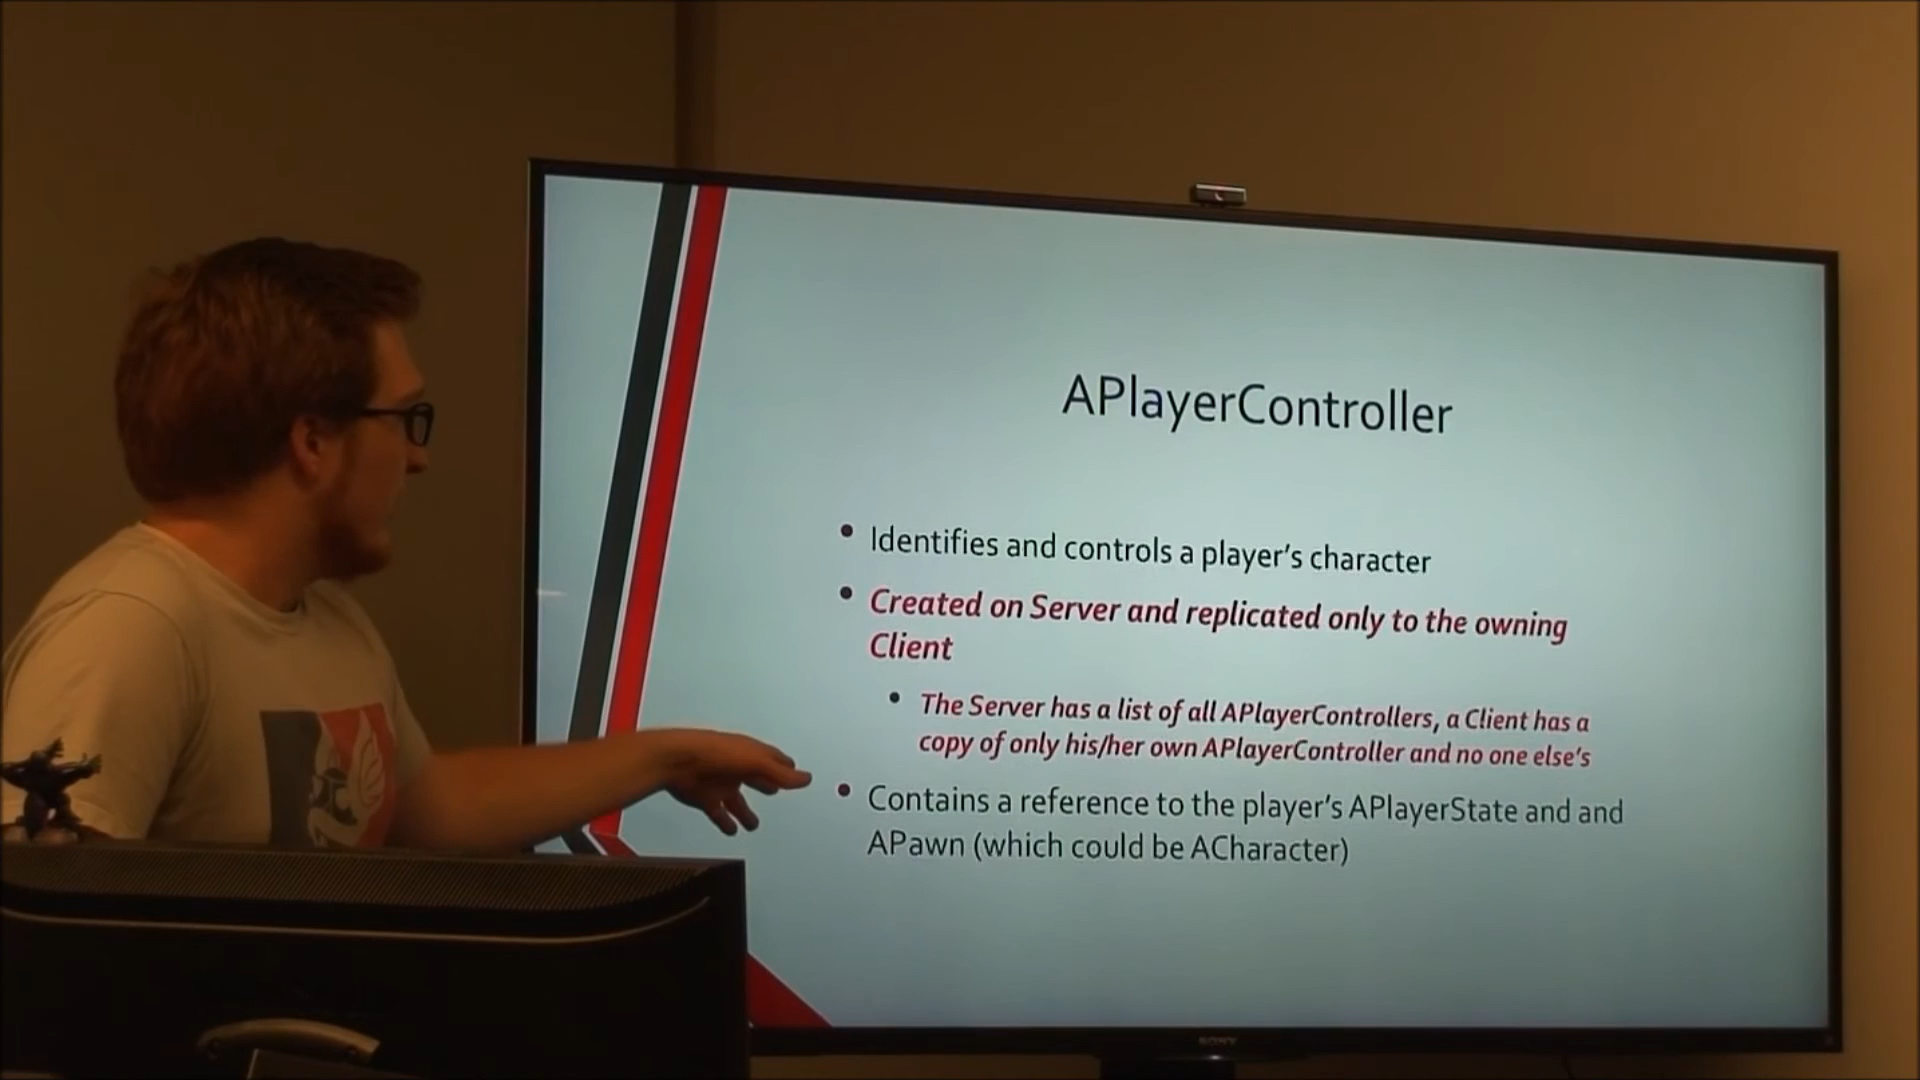 APlayerController
• Identifies and controls a player's character
• Created on Server and replicated only to the owning
Client
• The Server has a list of all APlayerControllers, a Client has a
copy of only his/her own APlayerController and no one else's
• Contains a reference to the player's APlayerState and and
APawn (which could be ACharacter)
SONY